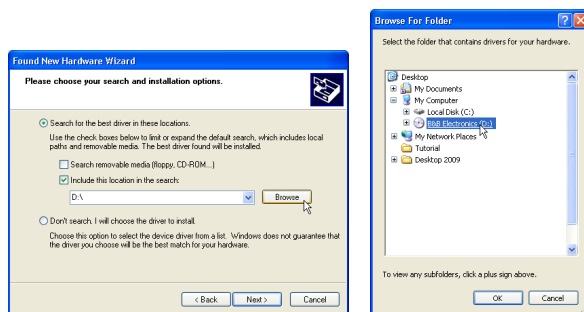 Found New Hardware Wizard
Please choose your search and installation options.
Search for the best driver in these locations.
Use the check boxes below to limit or expand the default search, which includes local
paths and removable media. The best driver found will be installed.
Search removable media (floppy, CD-ROM...)
Include this location in the search:
D:\
Browse
Don't search. I will choose the driver to install.
Choose this option to select the device driver from a list. Windows does not guarantee that
the driver you choose will be the best match for your hardware.
< Back
Next >
Cancel
Browse For Folder
Select the folder that contains drivers for your hardware.
Desktop
My Documents
My Computer
Local Disk (C:)
B&B Electronics (D:)
My Network Places
Tutorial
Desktop 2009
To view any subfolders, click a plus sign above.
OK
Cancel